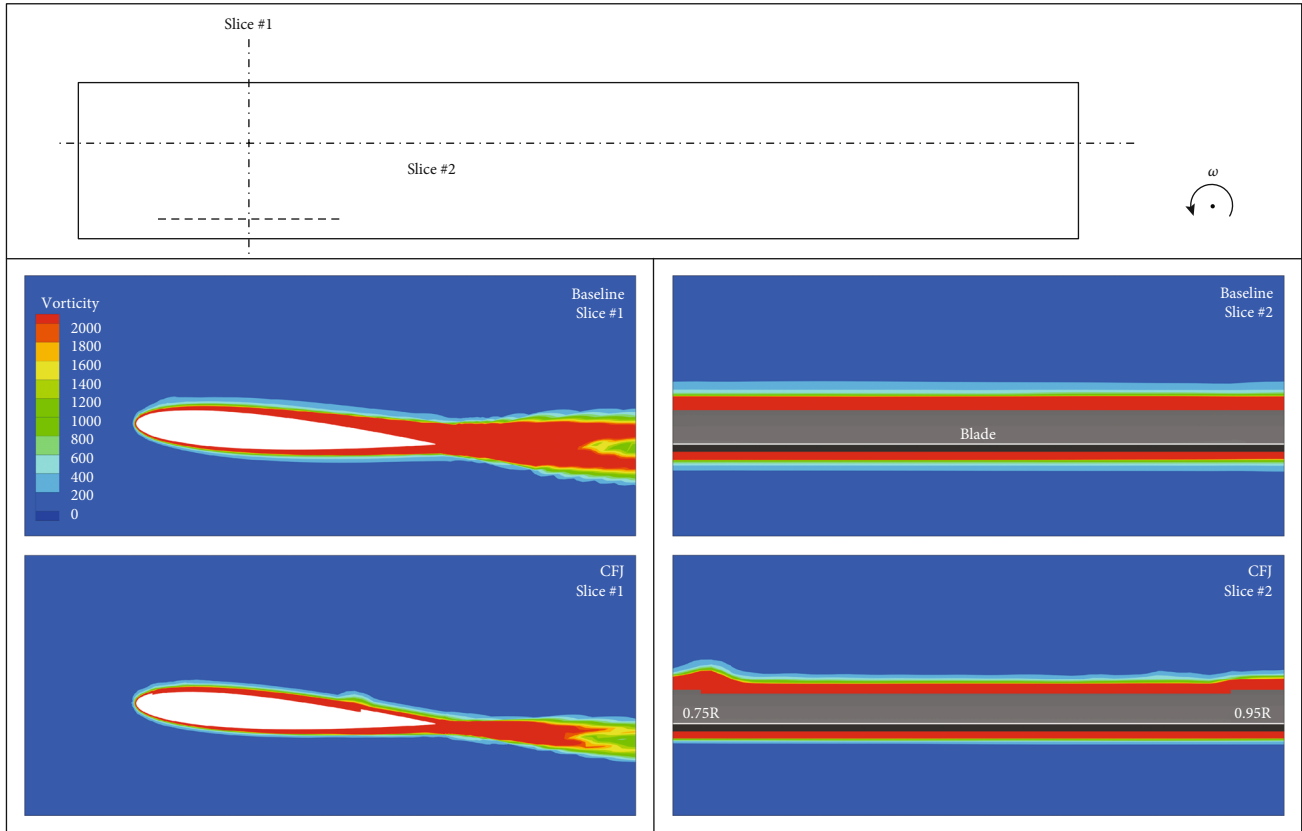 Slice #1
Slice #2
ω
Vorticity
2000
1800
1600
1400
1200
1000
800
600
400
200
0
Baseline
Slice #1
Baseline
Slice #2
Blade
CFJ
Slice #1
CFJ
Slice #2
0.75R
0.95R